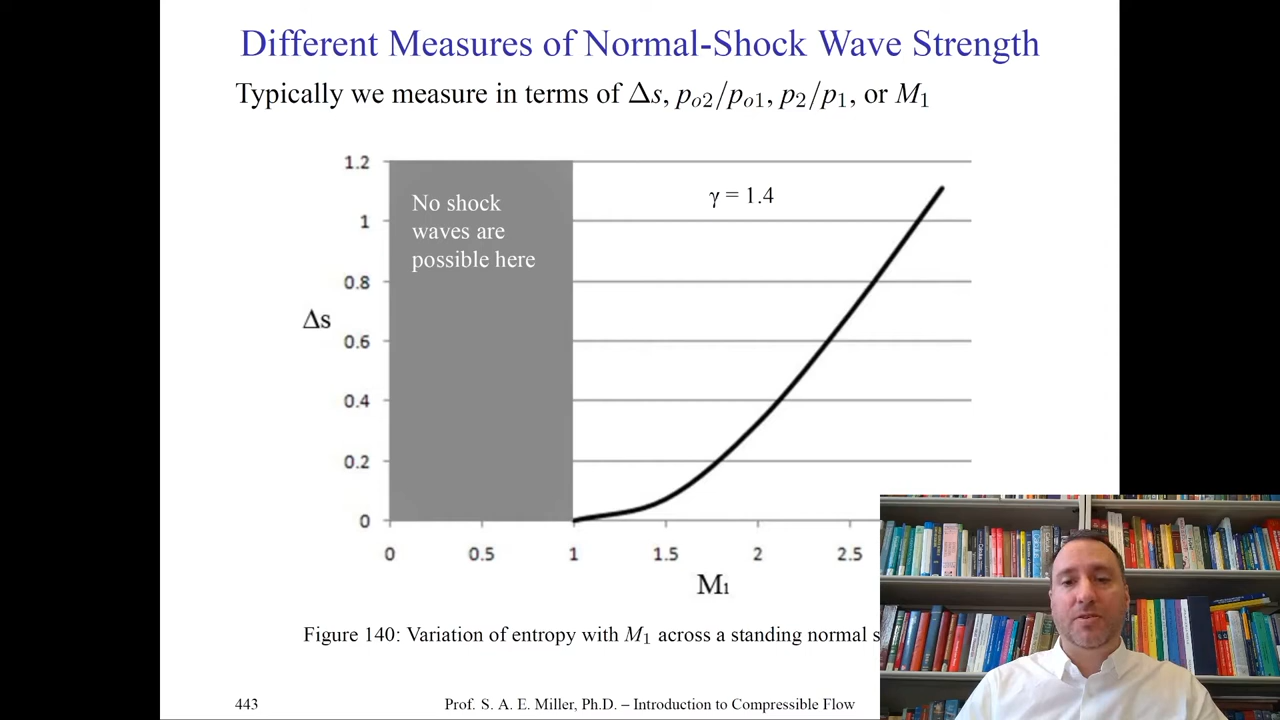 Different Measures of Normal-Shock Wave Strength
Typically we measure in terms of Δs, pₒ₂/pₒ₁, p₂/p₁, or M₁
1.2
1
0.8
0.6
0.4
0.2
0
Δs
No shock
waves are
possible here
γ = 1.4
0 0.5 1 1.5 2 2.5
M₁
Figure 140: Variation of entropy with M₁ across a standing normal s
443
Prof. S. A. E. Miller, Ph.D. – Introduction to Compressible Flow